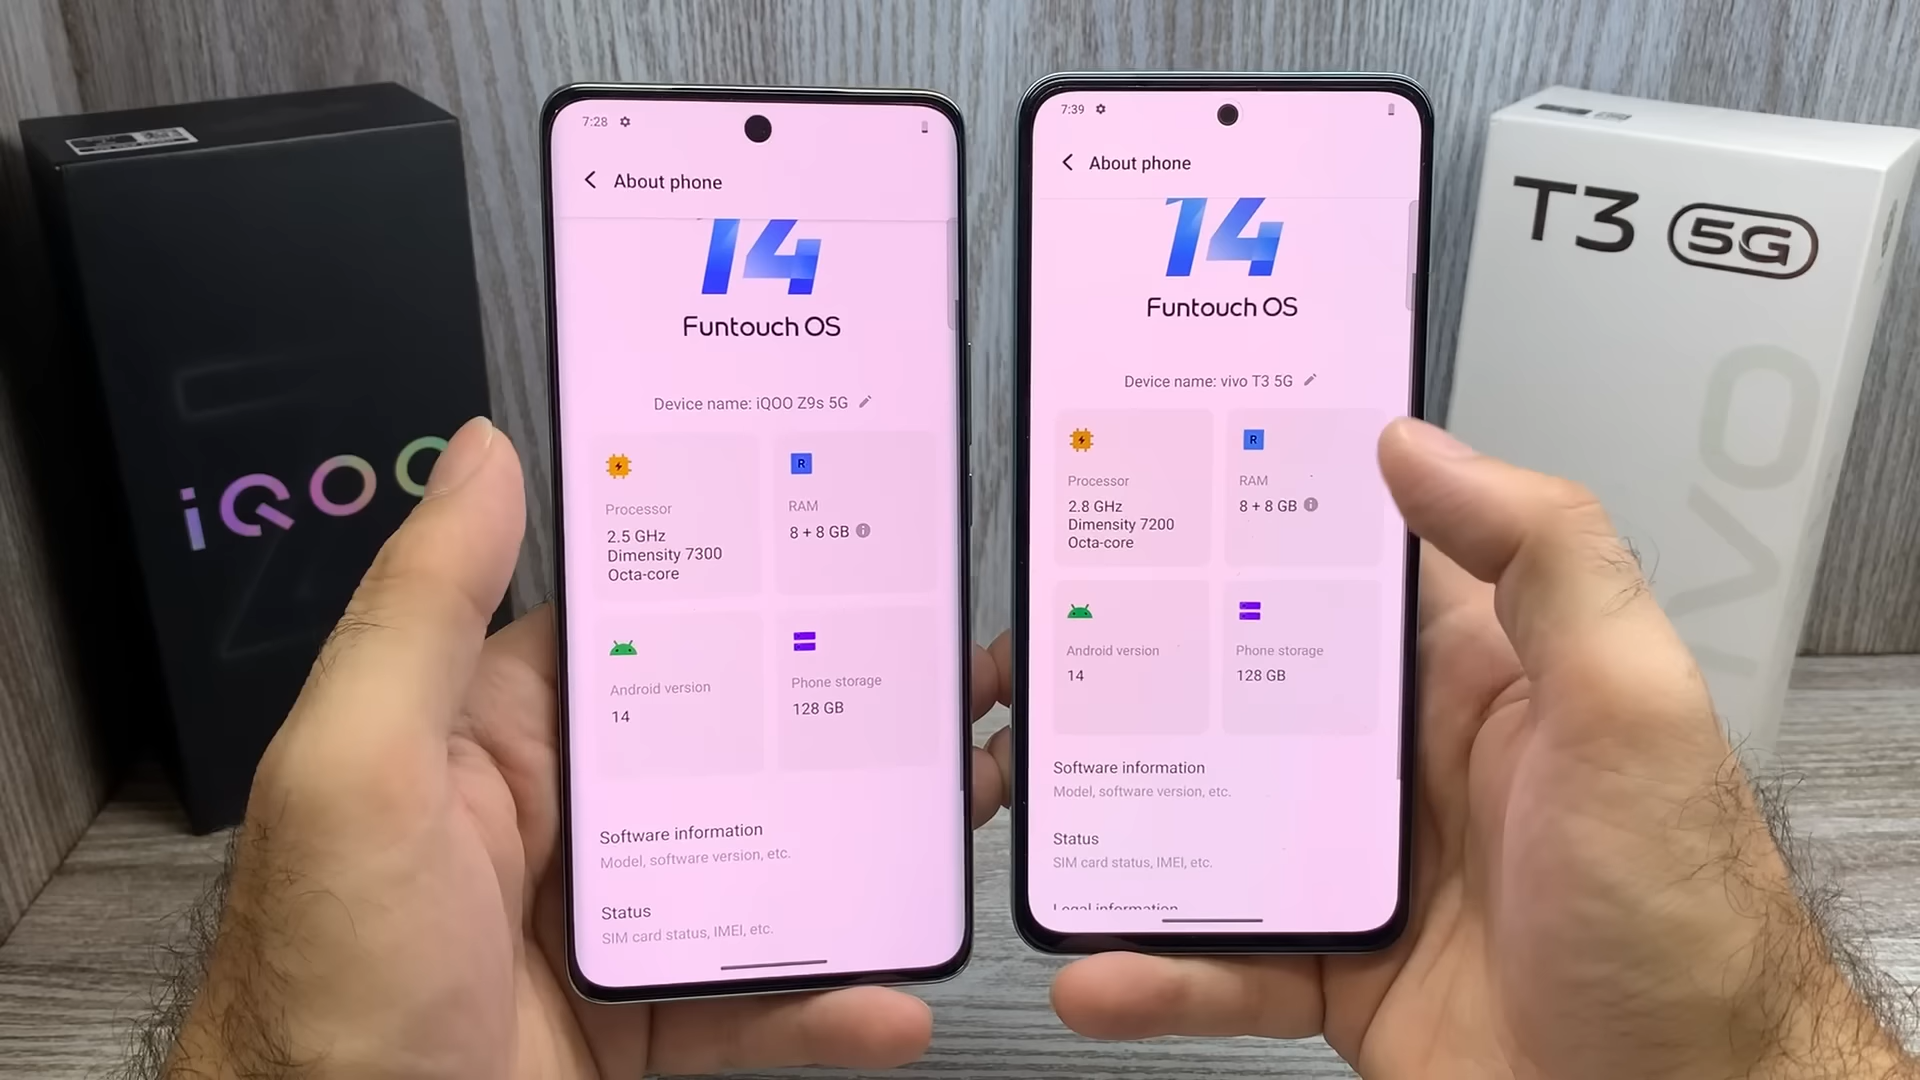 iQOO
7:28
About phone
14
Funtouch OS
Device name: iQOO Z9s 5G
Processor
2.5 GHz
Dimensity 7300
Octa-core
R
RAM
8 + 8 GB
Android version
14
Phone storage
128 GB
Software information
Model, software version, etc.
Status
SIM card status, IMEI, etc.
7:39
About phone
14
Funtouch OS
Device name: vivo T3 5G
Processor
2.8 GHz
Dimensity 7200
Octa-core
R
RAM
8 + 8 GB
Android version
14
Phone storage
128 GB
Software information
Model, software version, etc.
Status
SIM card status, IMEI, etc.
Legal information
T3 5G
vivo